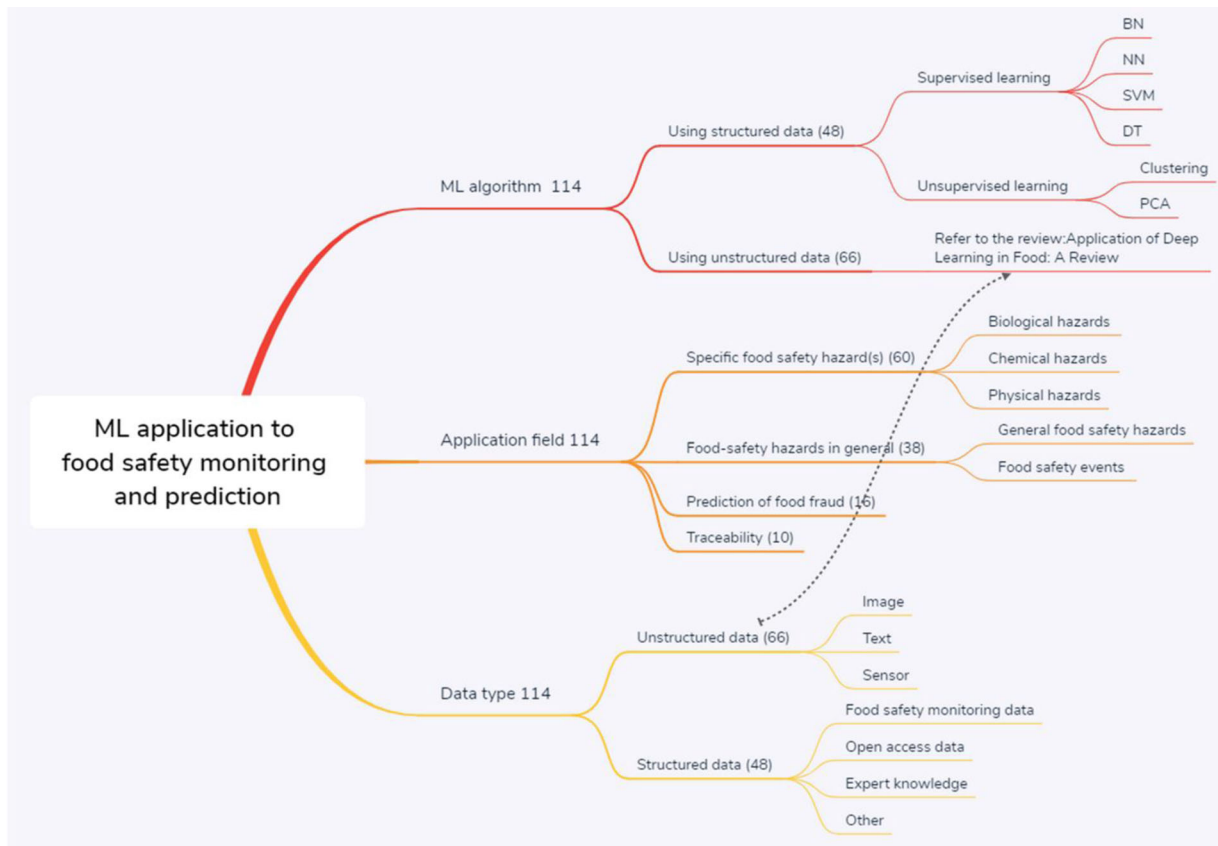 ML application to
food safety monitoring
and prediction
ML algorithm 114
Using structured data (48)
Supervised learning
BN
NN
SVM
DT
Unsupervised learning
Clustering
PCA
Using unstructured data (66)
Refer to the review:Application of Deep
Learning in Food: A Review
Application field 114
Specific food safety hazard(s) (60)
Biological hazards
Chemical hazards
Physical hazards
Food-safety hazards in general (38)
General food safety hazards
Food safety events
Prediction of food fraud (16)
Traceability (10)
Data type 114
Unstructured data (66)
Image
Text
Sensor
Structured data (48)
Food safety monitoring data
Open access data
Expert knowledge
Other